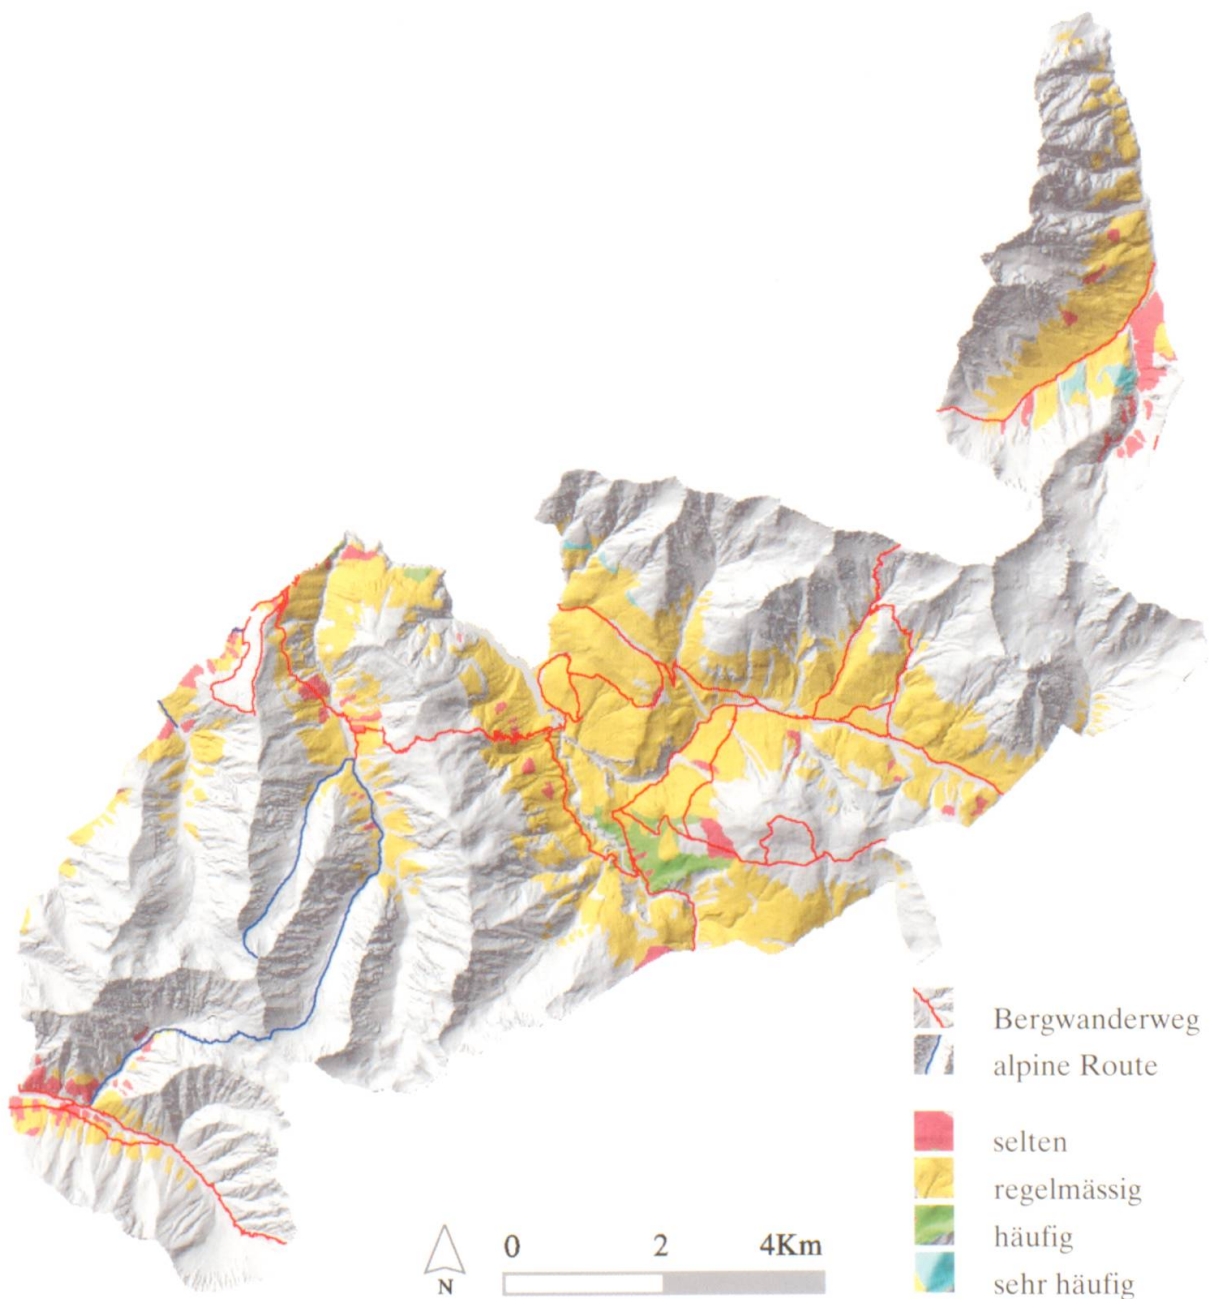 Bergwanderweg
alpine Route
selten
regelmässig
häufig
sehr häufig
N
0 2 4Km